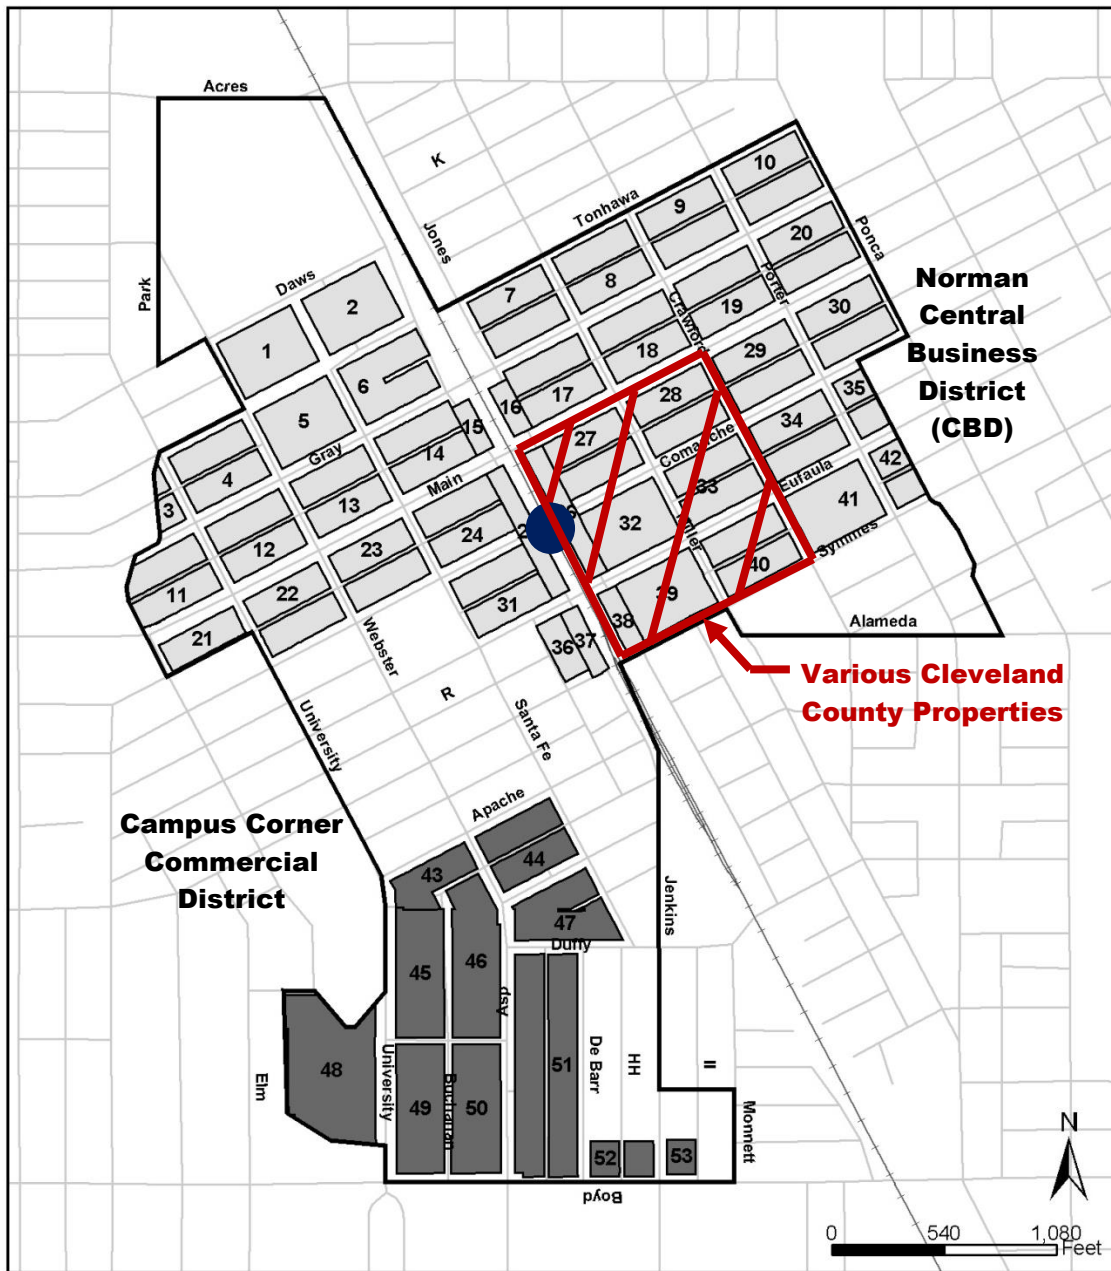 Acres
K
Tonhawa
10
9
Jones
Ponca
20
Park
Daws
8
Porter
7
2
Crawford
19
Norman
Central
Business
District
(CBD)
30
1
18
29
6
17
28
35
16
5
15
27
34
Gray
14
Comanche
42
Main
Eufaula
4
33
41
13
3
32
24
Symmes
12
23
40
22
31
39
11
38
Alameda
21
Webster
37
36
Various Cleveland
County Properties
R
University
Santa Fe
Apache
Campus Corner
Commercial
District
44
43
Jenkins
47
Duffy
46
45
Asp
51
De Barr
HH
II
48
University
Elm
49
Buchanan
50
Monnett
N
52
53
Boyd
0 540 1,080
Feet